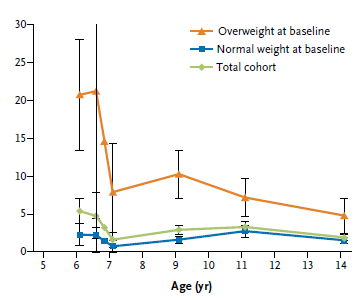 30
Overweight at baseline
Normal weight at baseline
25
Total cohort
20
15
10
5
0
5 6 7 8 9 10 11 12 13 14
Age (yr)